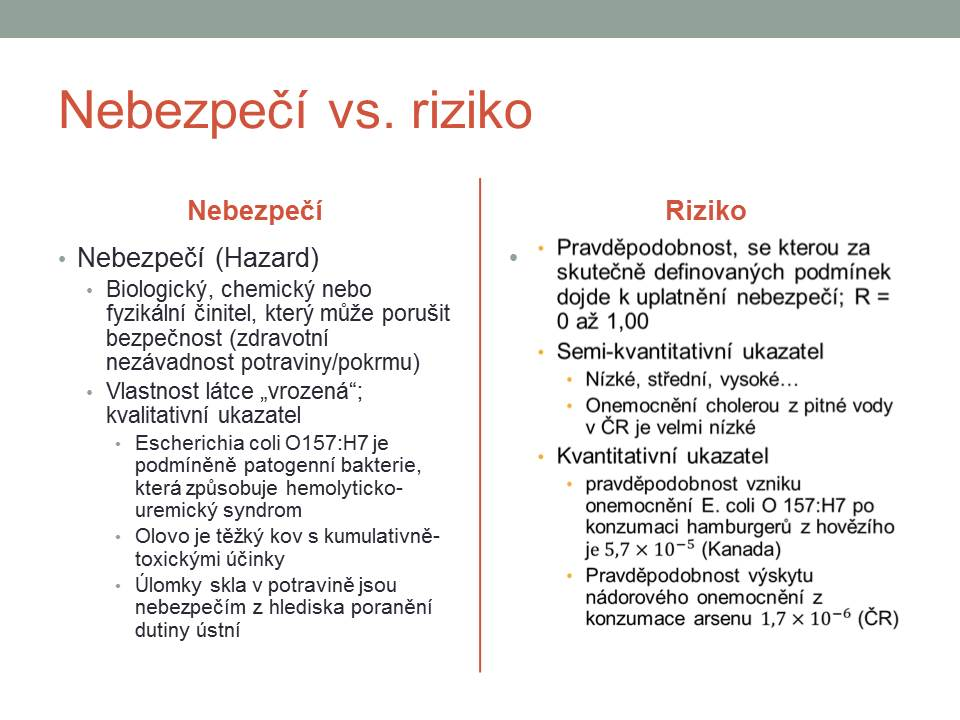 Nebezpečí vs. riziko
Nebezpečí
• Nebezpečí (Hazard)
• Biologický, chemický nebo
fyzikální činitel, který může porušit
bezpečnost (zdravotní
nezávadnost potraviny/pokrmu)
• Vlastnost látce „vrozená“;
kvalitativní ukazatel
• Escherichia coli O157:H7 je
podmíněně patogenní bakterie,
která způsobuje hemolyticko-
uremický syndrom
• Olovo je těžký kov s kumulativně-
toxickými účinky
• Úlomky skla v potravině jsou
nebezpečím z hlediska poranění
dutiny ústní
Riziko
• Pravděpodobnost, se kterou za
skutečně definovaných podmínek
dojde k uplatnění nebezpečí; R =
0 až 1,00
• Semi-kvantitativní ukazatel
• Nízké, střední, vysoké…
• Onemocnění cholerou z pitné vody
v ČR je velmi nízké
• Kvantitativní ukazatel
• pravděpodobnost vzniku
onemocnění E. coli O 157:H7 po
konzumaci hamburgerů z hovězího
je 5,7 × 10⁻⁵ (Kanada)
• Pravděpodobnost výskytu
nádorového onemocnění z
konzumace arsenu 1,7 × 10⁻⁶ (ČR)